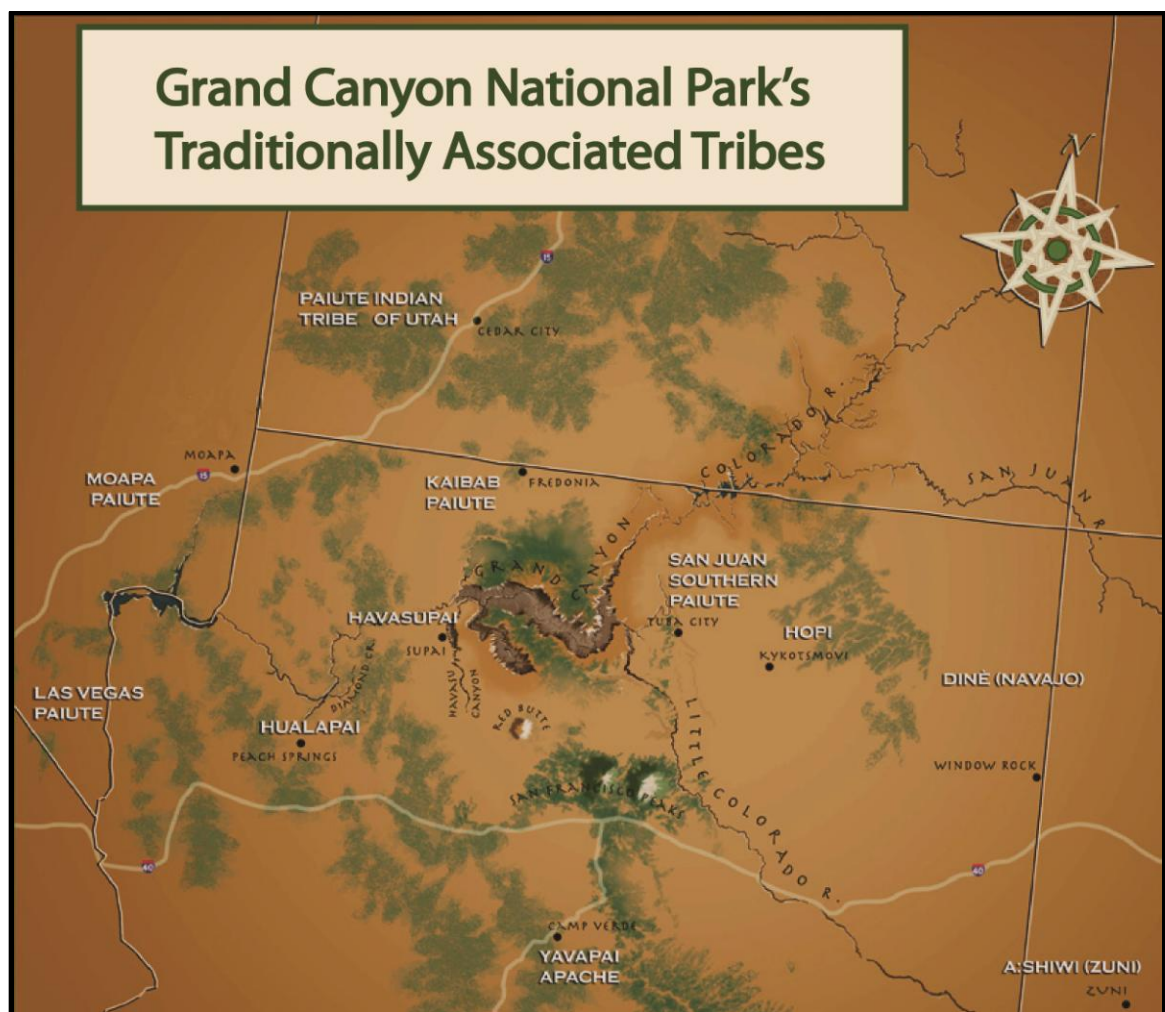 Grand Canyon National Park's
Traditionally Associated Tribes
N
15
PAIUTE INDIAN
TRIBE OF UTAH
CEDAR CITY
COLORADO R.
SAN JUAN R.
MOAPA
15
MOAPA
PAIUTE
KAIBAB
PAIUTE
FREDONIA
GRAND CANYON
SAN JUAN
SOUTHERN
PAIUTE
TUBA CITY
HAVASUPAI
SUPAI
HOPI
KYKOTSMOVI
DINÈ (NAVAJO)
LAS VEGAS
PAIUTE
DIAMOND CR.
HAVASU
CANYON
HUALAPAI
PEACH SPRINGS
RED BUTTE
LITTLE COLORADO R.
WINDOW ROCK
SAN FRANCISCO PEAKS
40
40
CAMP VERDE
YAVAPAI
APACHE
A:SHIWI (ZUNI)
ZUNI